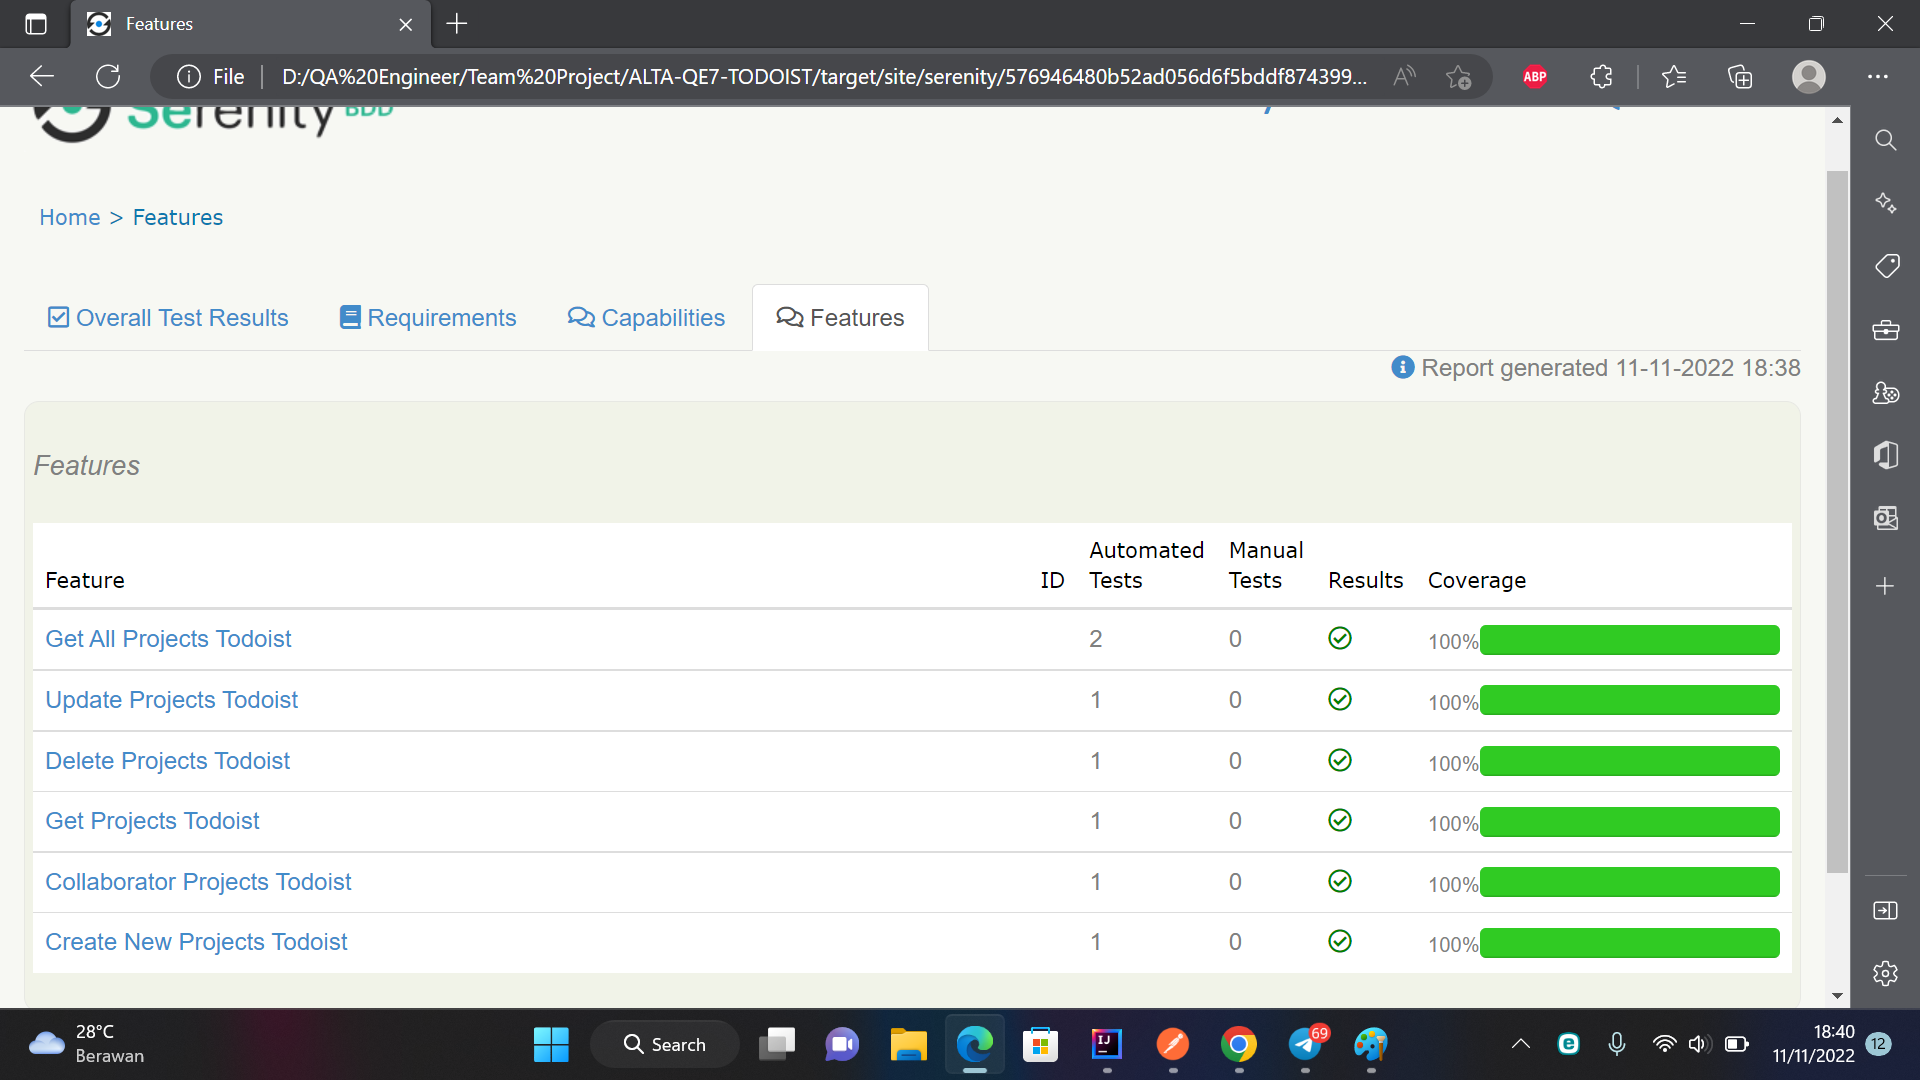 Features
File
D:/QA%20Engineer/Team%20Project/ALTA-QE7-TODOIST/target/site/serenity/576946480b52ad056d6f5bddf874399...
ABP
Serenity BDD
Home > Features
Overall Test Results
Requirements
Capabilities
Features
Report generated 11-11-2022 18:38
Features
Feature ID Automated Tests Manual Tests Results Coverage
Get All Projects Todoist 2 0 100%
Update Projects Todoist 1 0 100%
Delete Projects Todoist 1 0 100%
Get Projects Todoist 1 0 100%
Collaborator Projects Todoist 1 0 100%
Create New Projects Todoist 1 0 100%
28°C
Berawan
Search
IJ
69
18:40
11/11/2022
12